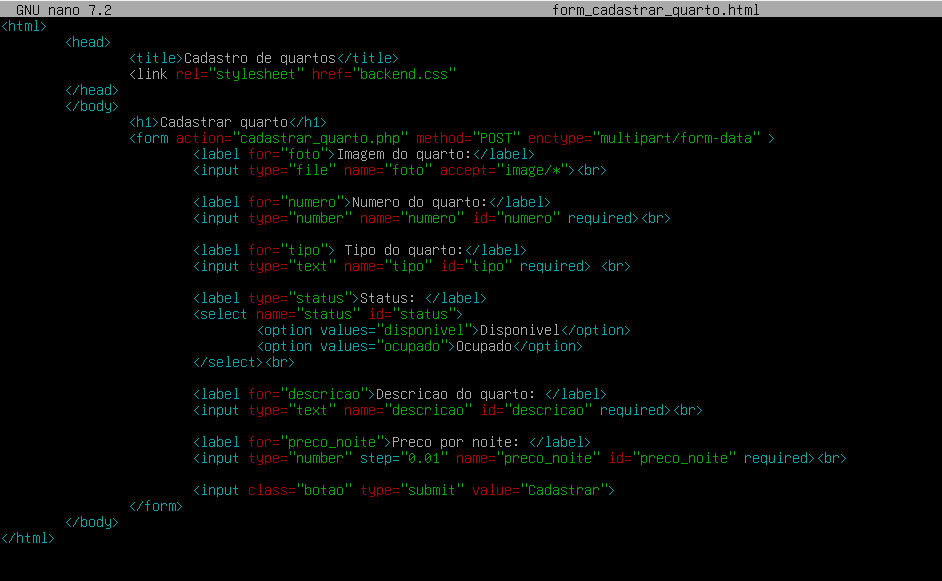 GNU nano 7.2 form_cadastrar_quarto.html
<html>
<head>
<title>Cadastro de quartos</title>
<link rel="stylesheet" href="backend.css"
</head>
</body>
<h1>Cadastrar quarto</h1>
<form action="cadastrar_quarto.php" method="POST" enctype="multipart/form-data" >
<label for="foto">Imagem do quarto:</label>
<input type="file" name="foto" accept="image/*"><br>
<label for="numero">Numero do quarto:</label>
<input type="number" name="numero" id="numero" required><br>
<label for="tipo"> Tipo do quarto:</label>
<input type="text" name="tipo" id="tipo" required> <br>
<label type="status">Status: </label>
<select name="status" id="status">
<option values="disponivel">Disponivel</option>
<option values="ocupado">Ocupado</option>
</select><br>
<label for="descricao">Descricao do quarto: </label>
<input type="text" name="descricao" id="descricao" required><br>
<label for="preco_noite">Preco por noite: </label>
<input type="number" step="0.01" name="preco_noite" id="preco_noite" required><br>
<input class="botao" type="submit" value="Cadastrar">
</form>
</body>
</html>